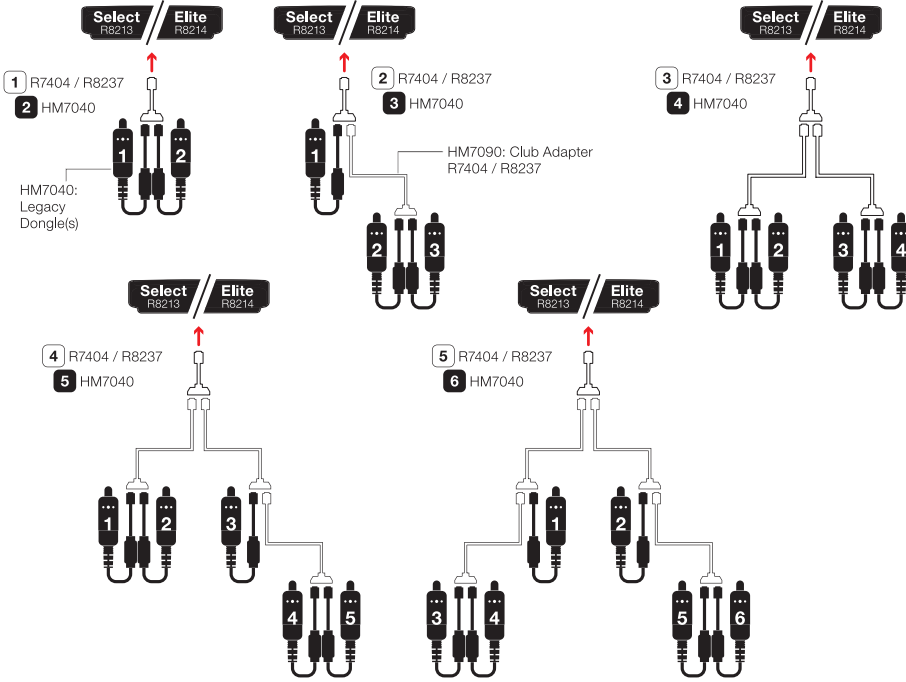 Select Elite
R8213 R8214
1 R7404 / R8237
2 HM7040
1 2
HM7040:
Legacy
Dongle(s)
Select Elite
R8213 R8214
2 R7404 / R8237
3 HM7040
1
HM7090: Club Adapter
R7404 / R8237
2 3
Select Elite
R8213 R8214
3 R7404 / R8237
4 HM7040
1 2 3 4
Select Elite
R8213 R8214
4 R7404 / R8237
5 HM7040
1 2 3
4 5
Select Elite
R8213 R8214
5 R7404 / R8237
6 HM7040
1 2
3 4 5 6